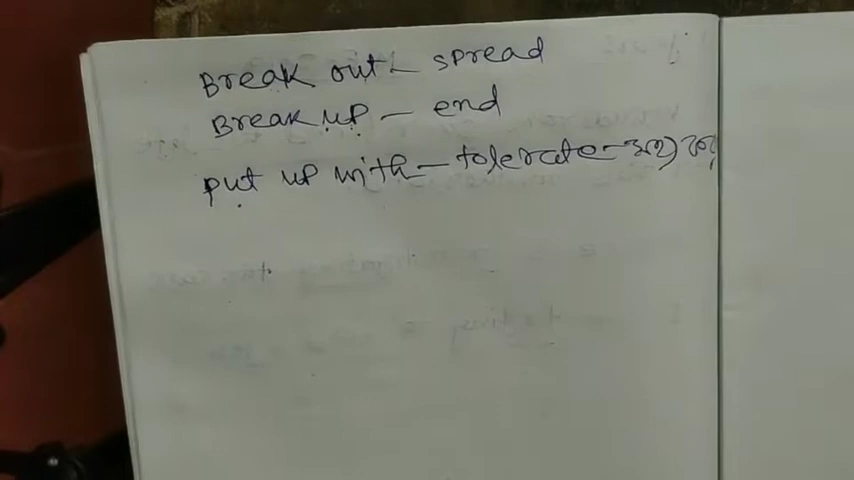 Break out - spread
Break up - end
put up with - tolerate -